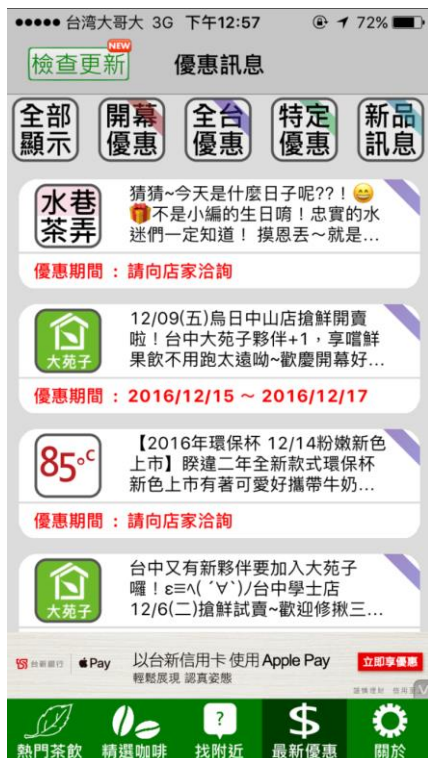 台湾大哥大 3G 下午12:57 72%
NEW
檢查更新 優惠訊息
全部 開幕 全台 特定 新品
顯示 優惠 優惠 優惠 訊息
水巷
茶弄
猜猜~今天是什麼日子呢??！😄
🎁不是小編的生日唷！忠實的水
迷們一定知道！ 摸恩丟～就是...
優惠期間 ： 請向店家洽詢
大苑子
12/09(五)烏日中山店搶鮮開賣
啦！台中大苑子夥伴+1，享嚐鮮
果飲不用跑太遠呦~歡慶開幕好...
優惠期間 ： 2016/12/15 ～ 2016/12/17
85°C
【2016年環保杯 12/14粉嫩新色
上市】睽違二年全新款式環保杯
新色上市有著可愛好攜帶牛奶...
優惠期間 ： 請向店家洽詢
大苑子
台中又有新夥伴要加入大苑子
囉！ε≡ﾍ( ´∀`)ﾉ台中學士店
12/6(二)搶鮮試賣~歡迎修揪三...
台新銀行 Pay 以台新信用卡 使用 Apple Pay 立即享優惠
輕鬆展現 認真姿態
謹慎理財
熱門茶飲 精選咖啡 找附近 最新優惠 關於